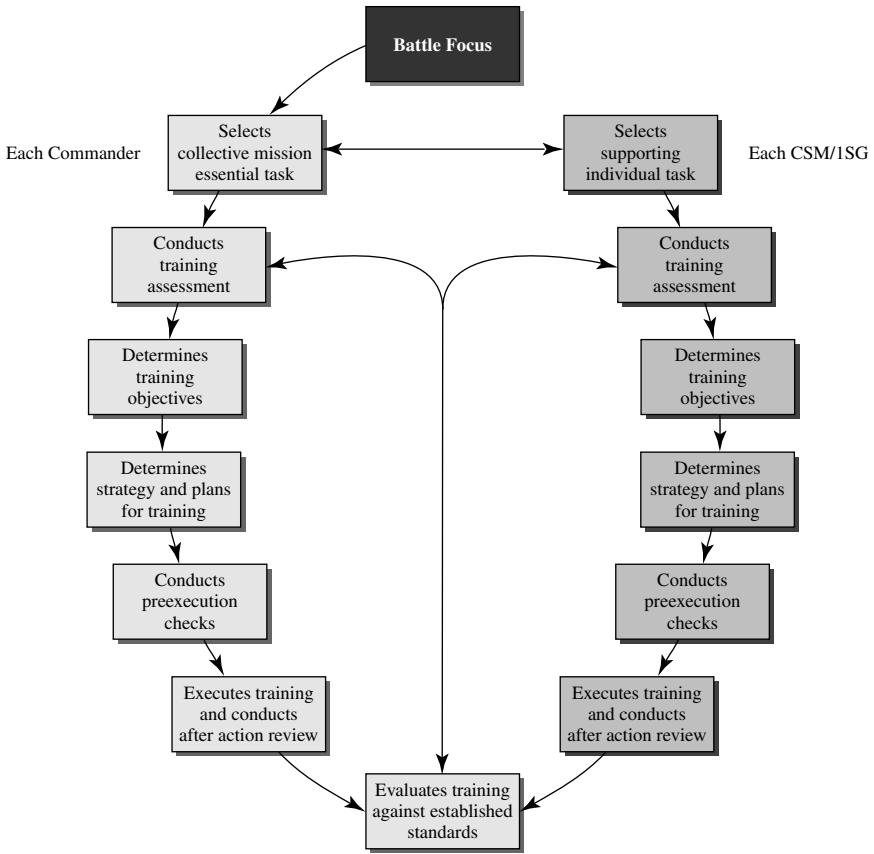 Battle Focus
Each Commander
Selects
collective mission
essential task
Selects
supporting
individual task
Each CSM/1SG
Conducts
training
assessment
Conducts
training
assessment
Determines
training
objectives
Determines
training
objectives
Determines
strategy and plans
for training
Determines
strategy and plans
for training
Conducts
preexecution
checks
Conducts
preexecution
checks
Executes training
and conducts
after action review
Executes training
and conducts
after action review
Evaluates training
against established
standards